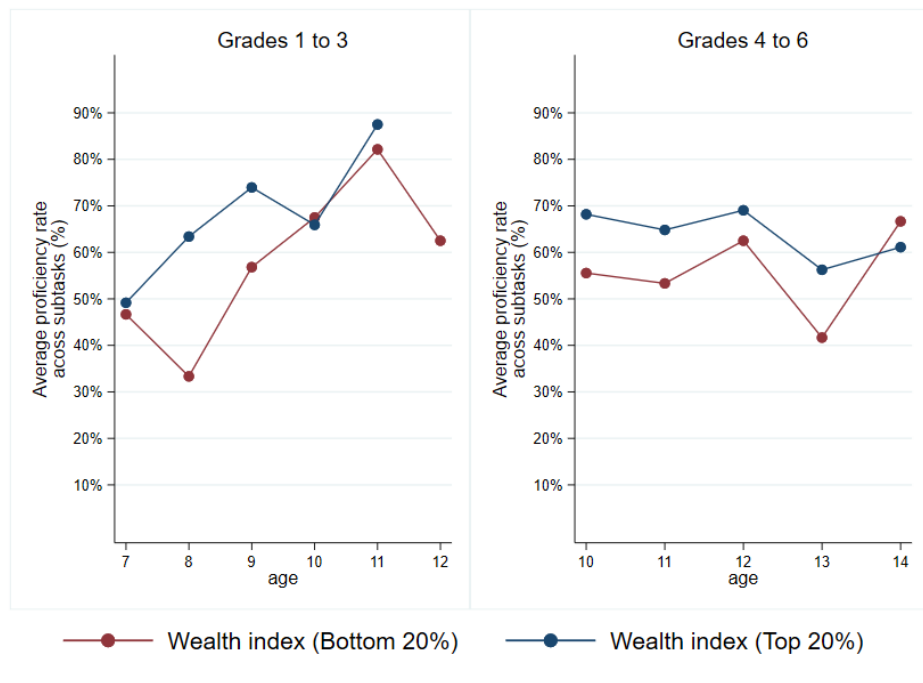 Grades 1 to 3
Average proficiency rate
acoss subtasks (%)
90%
80%
70%
60%
50%
40%
30%
20%
10%
7 8 9 10 11 12
age
Grades 4 to 6
Average proficiency rate
acoss subtasks (%)
90%
80%
70%
60%
50%
40%
30%
20%
10%
10 11 12 13 14
age
Wealth index (Bottom 20%) Wealth index (Top 20%)